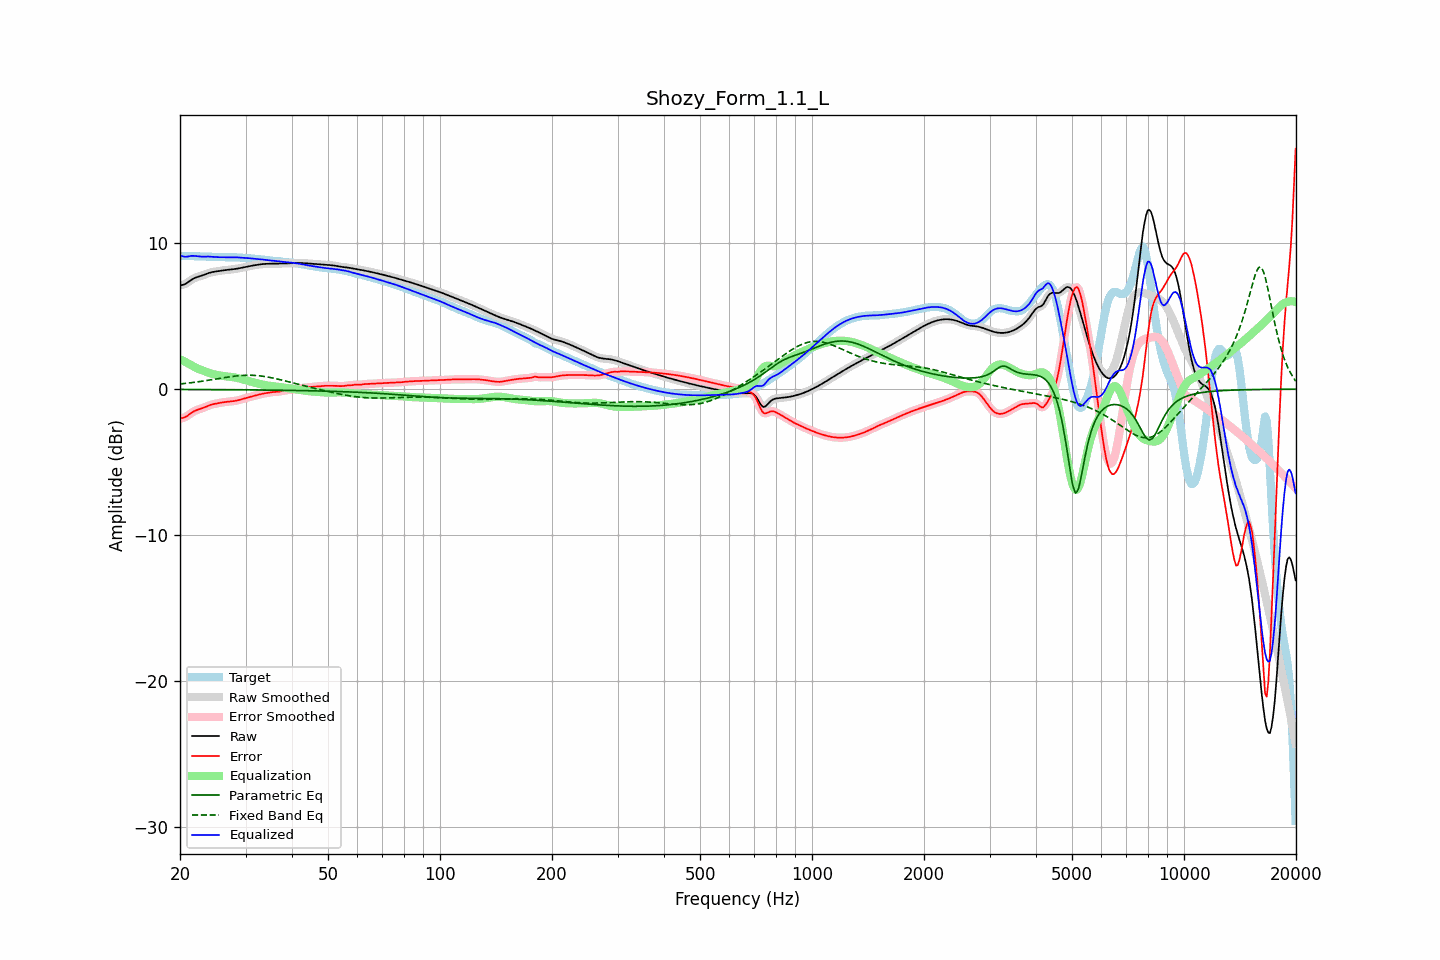 Shozy_Form_1.1_L
Amplitude (dBr)
10
0
−10
−20
−30
Target
Raw Smoothed
Error Smoothed
Raw
Error
Equalization
Parametric Eq
Fixed Band Eq
Equalized
20 50 100 200 500 1000 2000 5000 10000 20000
Frequency (Hz)